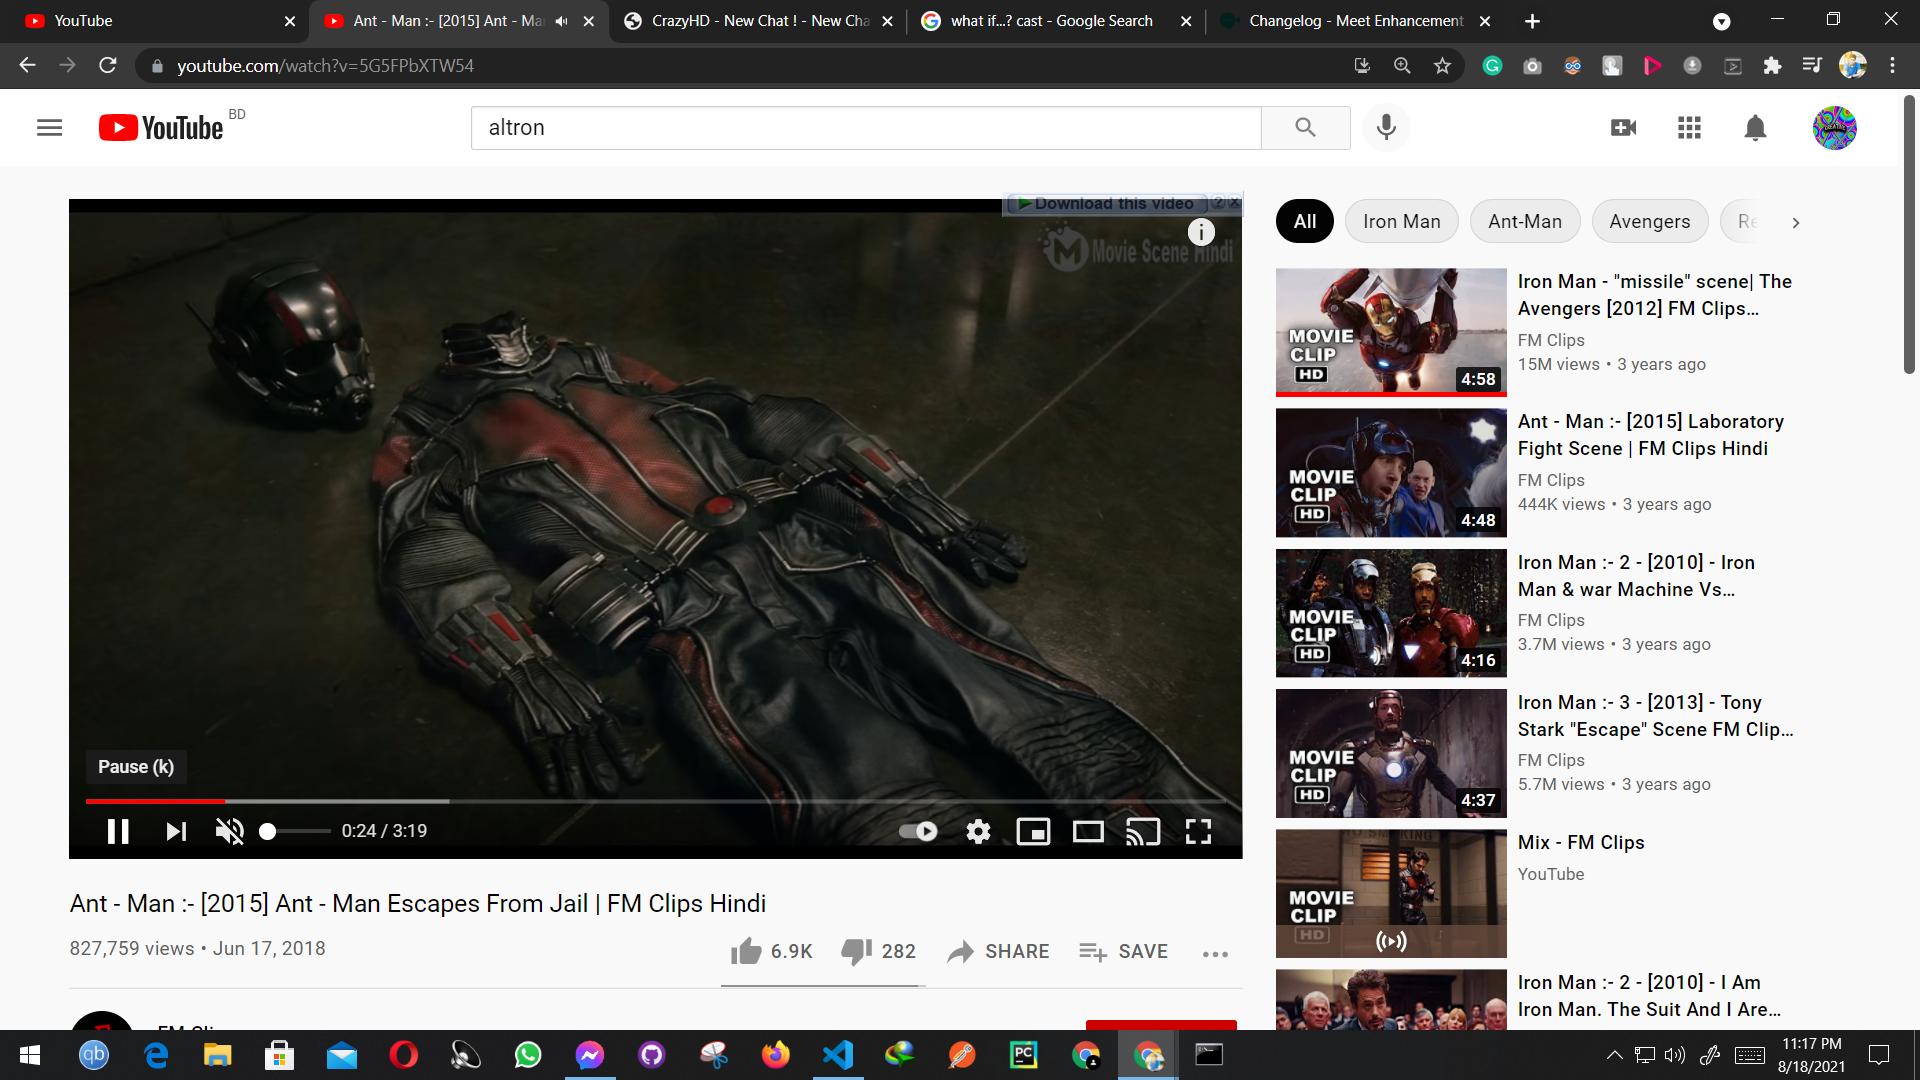 YouTube
Ant - Man :- [2015] Ant - Ma
CrazyHD - New Chat ! - New Cha
what if...? cast - Google Search
Changelog - Meet Enhancement
youtube.com/watch?v=5G5FPbXTW54
YouTube BD
altron
Download this video ? x
Movie Scene Hindi
All
Iron Man
Ant-Man
Avengers
Re
Iron Man - "missile" scene| The
Avengers [2012] FM Clips...
FM Clips
15M views • 3 years ago
MOVIE
CLIP
HD
4:58
Ant - Man :- [2015] Laboratory
Fight Scene | FM Clips Hindi
FM Clips
444K views • 3 years ago
MOVIE
CLIP
HD
4:48
Iron Man :- 2 - [2010] - Iron
Man & war Machine Vs...
FM Clips
3.7M views • 3 years ago
MOVIE
CLIP
HD
4:16
Iron Man :- 3 - [2013] - Tony
Stark "Escape" Scene FM Clip...
FM Clips
5.7M views • 3 years ago
MOVIE
CLIP
HD
4:37
Mix - FM Clips
YouTube
MOVIE
CLIP
HD
Iron Man :- 2 - [2010] - I Am
Iron Man. The Suit And I Are...
Pause (k)
0:24 / 3:19
Ant - Man :- [2015] Ant - Man Escapes From Jail | FM Clips Hindi
827,759 views • Jun 17, 2018
6.9K
282
SHARE
SAVE
qb
PC
11:17 PM
8/18/2021